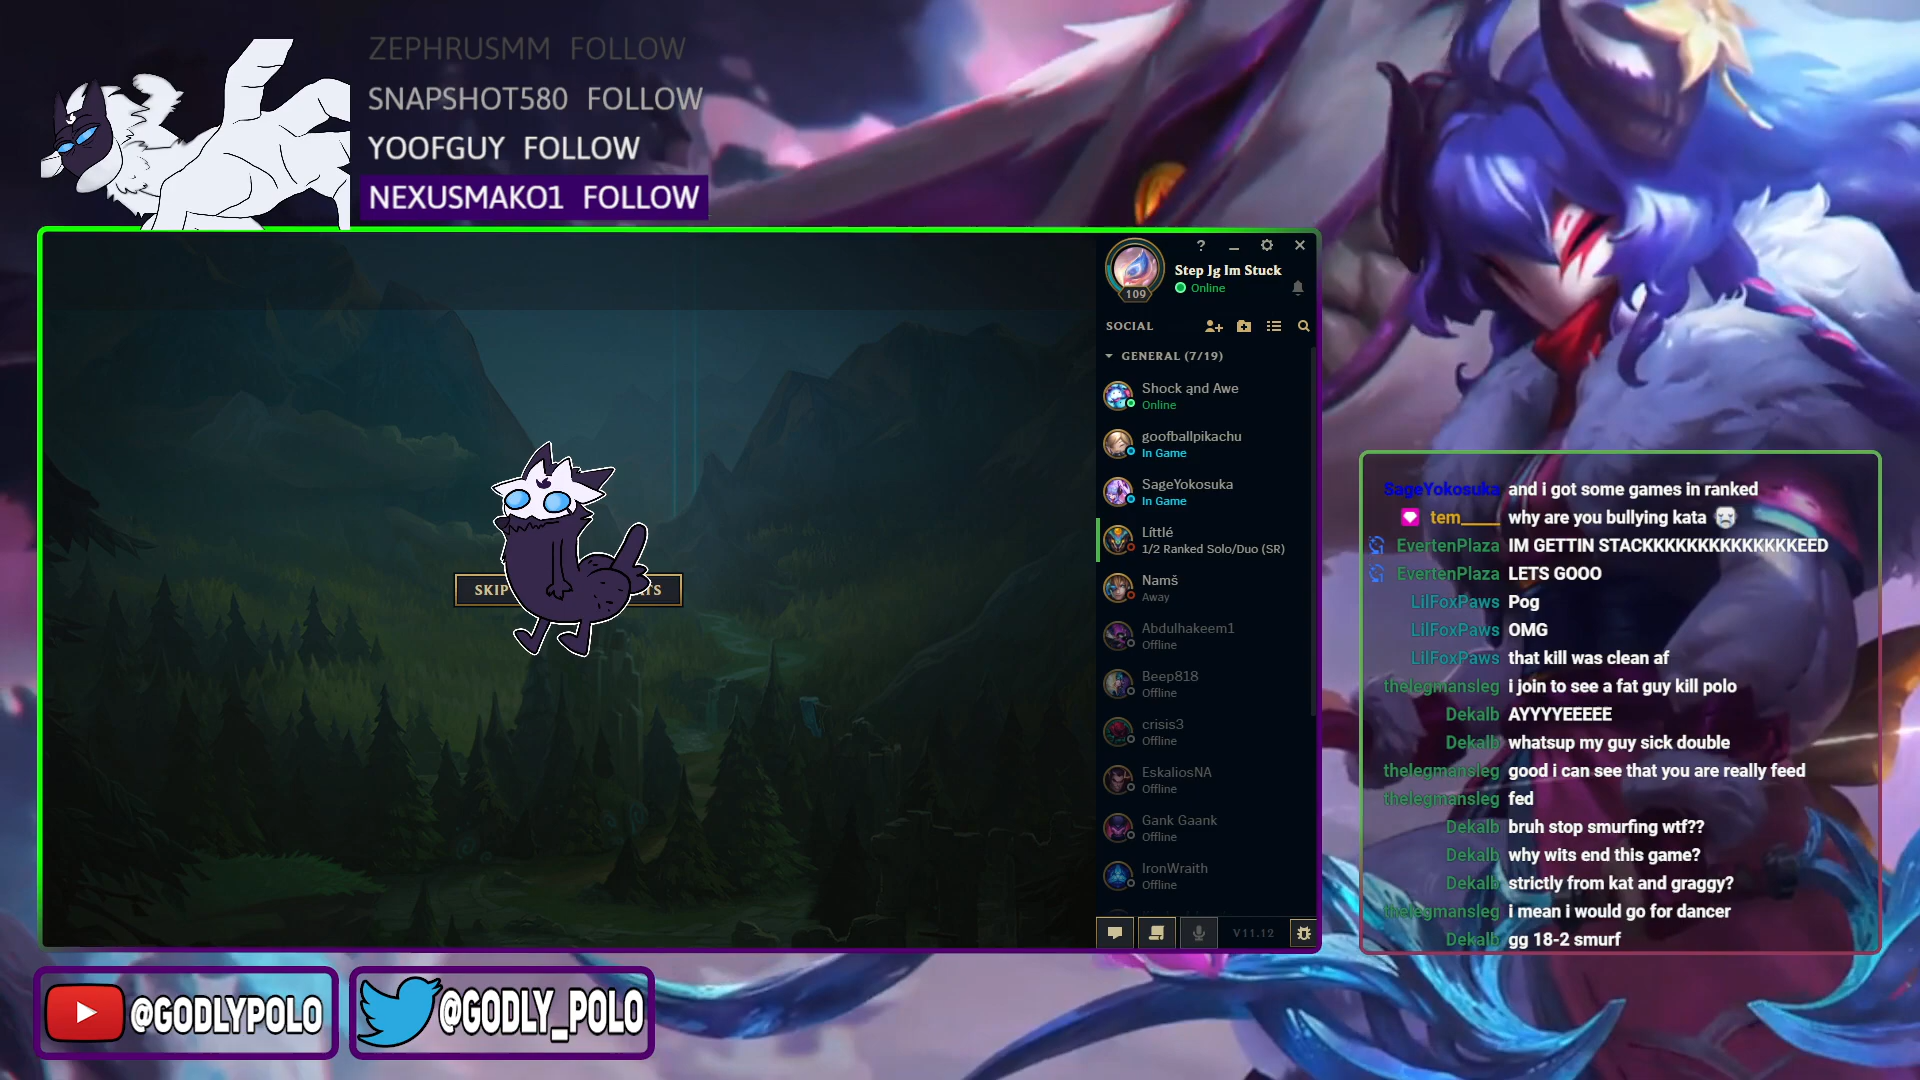 ZEPHRUSMM FOLLOW
SNAPSHOT580 FOLLOW
YOOFGUY FOLLOW
NEXUSMAKO1 FOLLOW
?
Step Jg Im Stuck
109
Online
SOCIAL
GENERAL (7/19)
Shock ąnd Awe
Online
goofballpikachu
In Game
SageYokosuka
In Game
Líttlé
1/2 Ranked Solo/Duo (SR)
Namš
Away
Abdulhakeem1
Offline
Beep818
Offline
crisis3
Offline
EskaliosNA
Offline
Gank Gaank
Offline
IronWraith
Offline
V11.12
SKIP
TS
SageYokosuka and i got some games in ranked
tem____ why are you bullying kata
EvertenPlaza IM GETTIN STACKKKKKKKKKKKKKEED
EvertenPlaza LETS GOOO
LilFoxPaws Pog
LilFoxPaws OMG
LilFoxPaws that kill was clean af
thelegmansleg i join to see a fat guy kill polo
Dekalb AYYYYEEEEE
Dekalb whatsup my guy sick double
thelegmansleg good i can see that you are really feed
thelegmansleg fed
Dekalb bruh stop smurfing wtf??
Dekalb why wits end this game?
Dekalb strictly from kat and graggy?
thelegmansleg i mean i would go for dancer
Dekalb gg 18-2 smurf
@GODLYPOLO
@GODLY_POLO